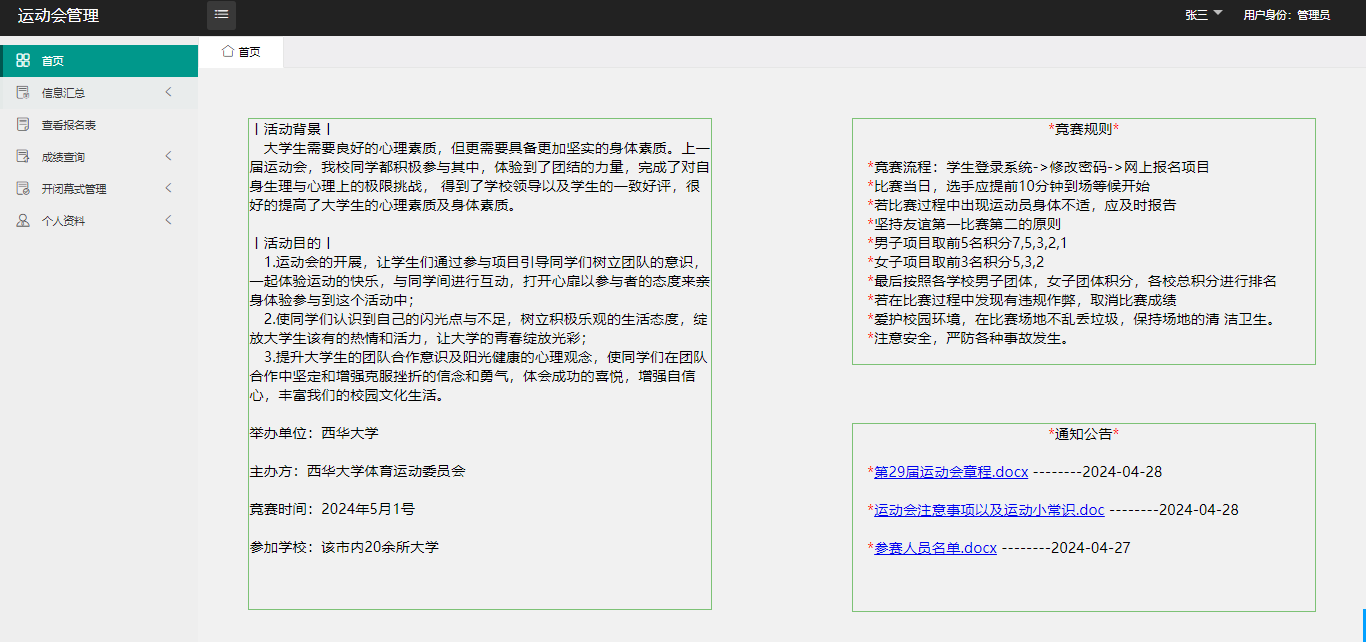 运动会管理
张三
用户身份：管理员
首页
信息汇总
查看报名表
成绩查询
开闭幕式管理
个人资料
首页
丨活动背景丨
大学生需要良好的心理素质，但更需要具备更加坚实的身体素质。上一
届运动会，我校同学都积极参与其中，体验到了团结的力量，完成了对自
身生理与心理上的极限挑战， 得到了学校领导以及学生的一致好评，很
好的提高了大学生的心理素质及身体素质。
丨活动目的丨
1.运动会的开展，让学生们通过参与项目引导同学们树立团队的意识，
一起体验运动的快乐，与同学间进行互动，打开心扉以参与者的态度来亲
身体验参与到这个活动中；
2.使同学们认识到自己的闪光点与不足，树立积极乐观的生活态度，绽
放大学生该有的热情和活力，让大学的青春绽放光彩；
3.提升大学生的团队合作意识及阳光健康的心理观念，使同学们在团队
合作中坚定和增强克服挫折的信念和勇气，体会成功的喜悦，增强自信
心，丰富我们的校园文化生活。
举办单位：西华大学
主办方：西华大学体育运动委员会
竞赛时间：2024年5月1号
参加学校：该市内20余所大学
*竞赛规则*
*竞赛流程：学生登录系统->修改密码->网上报名项目
*比赛当日，选手应提前10分钟到场等候开始
*若比赛过程中出现运动员身体不适，应及时报告
*坚持友谊第一比赛第二的原则
*男子项目取前5名积分7,5,3,2,1
*女子项目取前3名积分5,3,2
*最后按照各学校男子团体，女子团体积分，各校总积分进行排名
*若在比赛过程中发现有违规作弊，取消比赛成绩
*爱护校园环境，在比赛场地不乱丢垃圾，保持场地的清 洁卫生。
*注意安全，严防各种事故发生。
*通知公告*
*第29届运动会章程.docx --------2024-04-28
*运动会注意事项以及运动小常识.doc --------2024-04-28
*参赛人员名单.docx --------2024-04-27